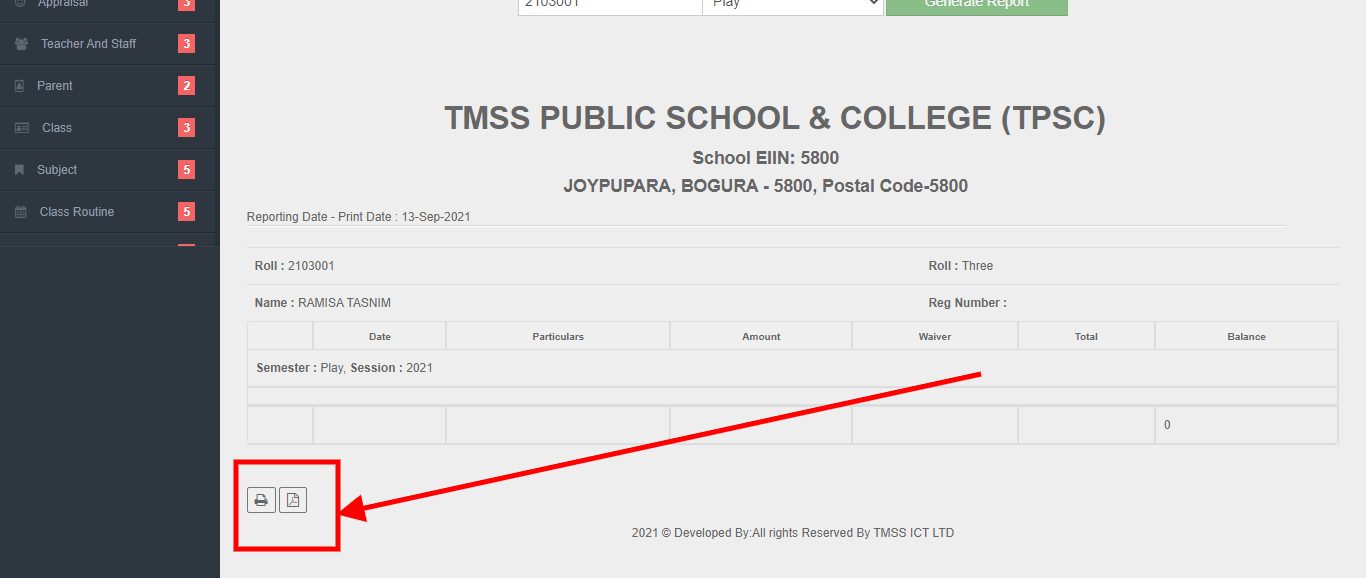 Appraisal 3
2103001 Play Generate Report
Teacher And Staff 3
Parent 2
Class 3
Subject 5
Class Routine 5
TMSS PUBLIC SCHOOL & COLLEGE (TPSC)
School EIIN: 5800
JOYPUPARA, BOGURA - 5800, Postal Code-5800
Reporting Date - Print Date : 13-Sep-2021
Roll : 2103001 Roll : Three
Name : RAMISA TASNIM Reg Number :
Date Particulars Amount Waiver Total Balance
Semester : Play, Session : 2021
0
2021 © Developed By:All rights Reserved By TMSS ICT LTD